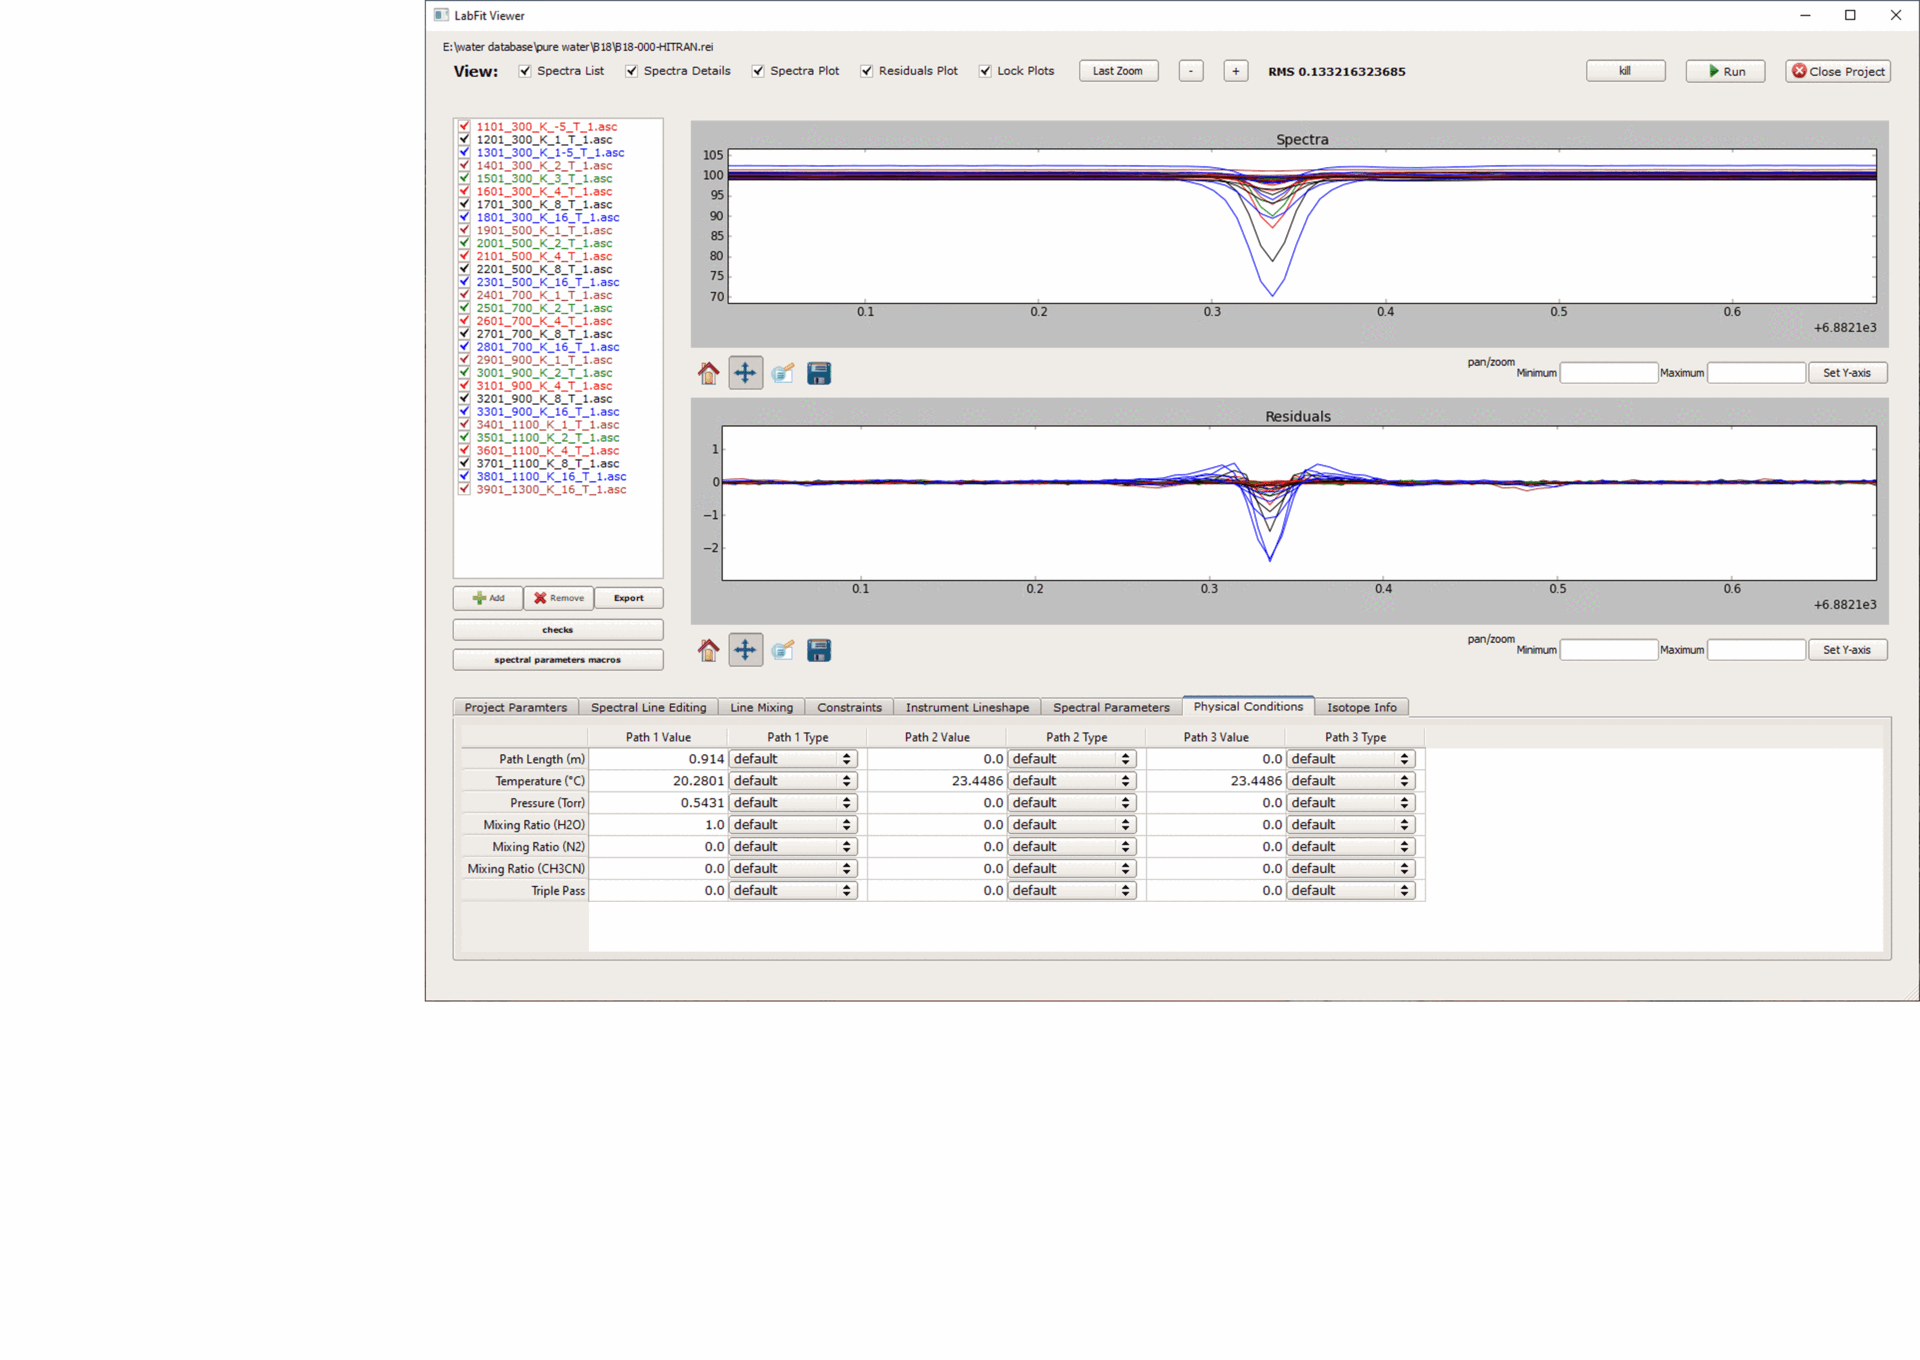 LabFit Viewer
E:\water database\pure water\B18\B18-000-HITRAN.rei
View: Spectra List Spectra Details Spectra Plot Residuals Plot Lock Plots Last Zoom - + RMS 0.133216323685 kill Run Close Project
1101_300_K_-5_T_1.asc
1201_300_K_1_T_1.asc
1301_300_K_1-5_T_1.asc
1401_300_K_2_T_1.asc
1501_300_K_3_T_1.asc
1601_300_K_4_T_1.asc
1701_300_K_8_T_1.asc
1801_300_K_16_T_1.asc
1901_500_K_1_T_1.asc
2001_500_K_2_T_1.asc
2101_500_K_4_T_1.asc
2201_500_K_8_T_1.asc
2301_500_K_16_T_1.asc
2401_700_K_1_T_1.asc
2501_700_K_2_T_1.asc
2601_700_K_4_T_1.asc
2701_700_K_8_T_1.asc
2801_700_K_16_T_1.asc
2901_900_K_1_T_1.asc
3001_900_K_2_T_1.asc
3101_900_K_4_T_1.asc
3201_900_K_8_T_1.asc
3301_900_K_16_T_1.asc
3401_1100_K_1_T_1.asc
3501_1100_K_2_T_1.asc
3601_1100_K_4_T_1.asc
3701_1100_K_8_T_1.asc
3801_1100_K_16_T_1.asc
3901_1300_K_16_T_1.asc
Add Remove Export
checks
spectral parameters macros
Spectra
105
100
95
90
85
80
75
70
0.1 0.2 0.3 0.4 0.5 0.6
+6.8821e3
pan/zoom Minimum Maximum Set Y-axis
Residuals
1
0
−1
−2
0.1 0.2 0.3 0.4 0.5 0.6
+6.8821e3
pan/zoom Minimum Maximum Set Y-axis
Project Paramters Spectral Line Editing Line Mixing Constraints Instrument Lineshape Spectral Parameters Physical Conditions Isotope Info
Path 1 Value Path 1 Type Path 2 Value Path 2 Type Path 3 Value Path 3 Type
Path Length (m) 0.914 default 0.0 default 0.0 default
Temperature (°C) 20.2801 default 23.4486 default 23.4486 default
Pressure (Torr) 0.5431 default 0.0 default 0.0 default
Mixing Ratio (H2O) 1.0 default 0.0 default 0.0 default
Mixing Ratio (N2) 0.0 default 0.0 default 0.0 default
Mixing Ratio (CH3CN) 0.0 default 0.0 default 0.0 default
Triple Pass 0.0 default 0.0 default 0.0 default